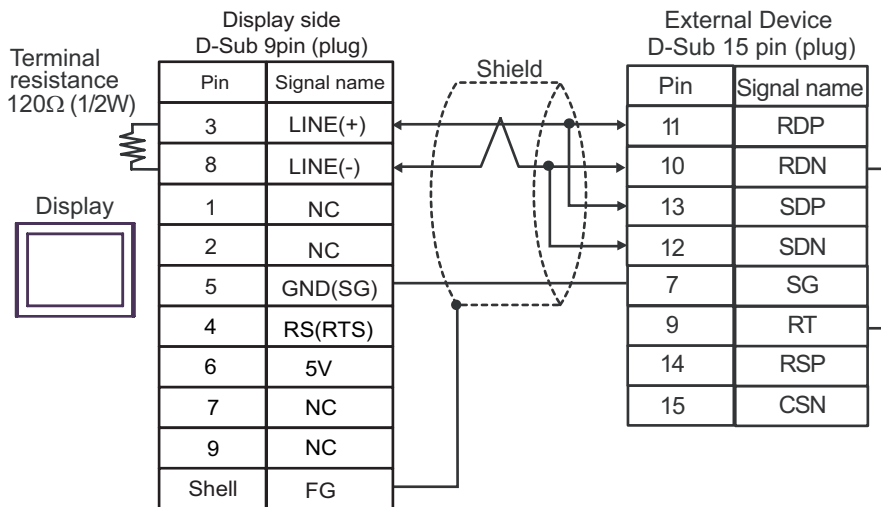 Display side
D-Sub 9pin (plug)
External Device
D-Sub 15 pin (plug)
Terminal
resistance
120Ω (1/2W)
Shield
Display
Pin Signal name
3 LINE(+)
8 LINE(-)
1 NC
2 NC
5 GND(SG)
4 RS(RTS)
6 5V
7 NC
9 NC
Shell FG
Pin Signal name
11 RDP
10 RDN
13 SDP
12 SDN
7 SG
9 RT
14 RSP
15 CSN